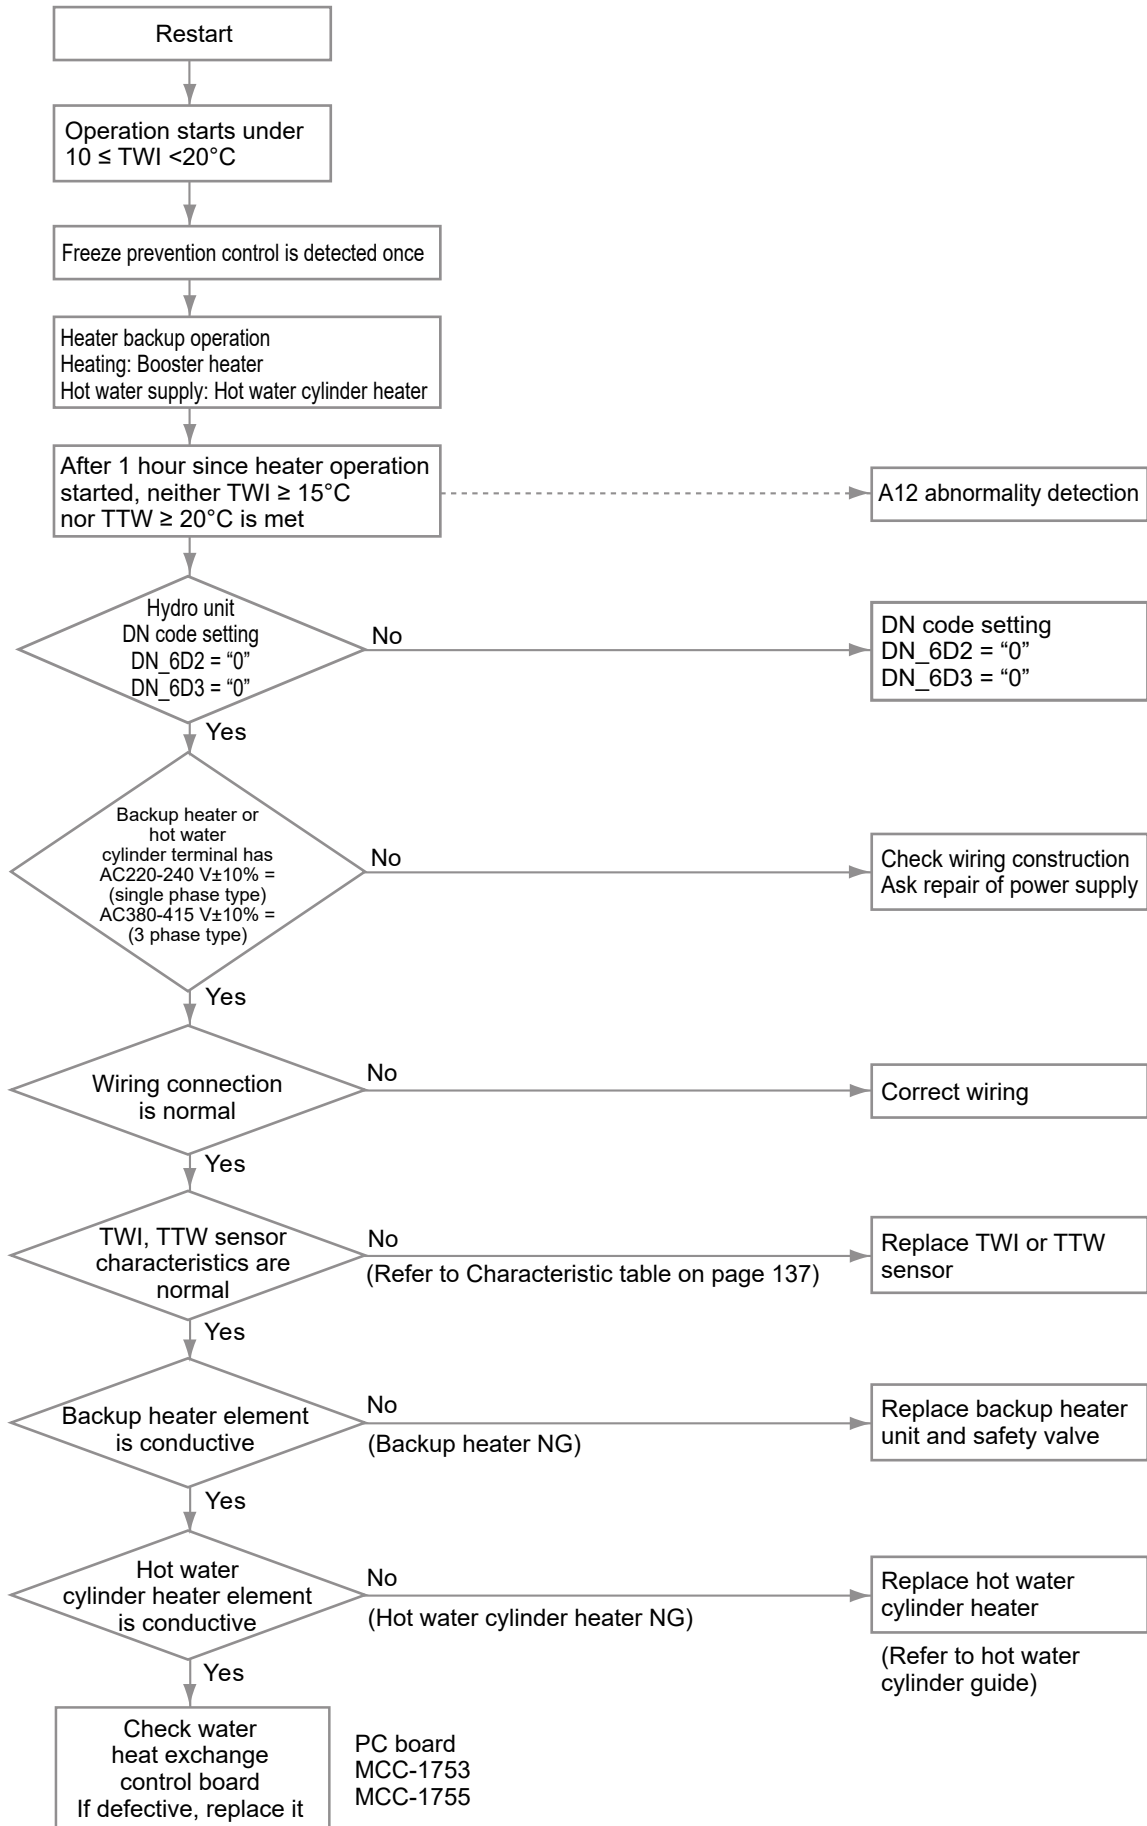 Restart
Operation starts under
10 ≤ TWI <20°C
Freeze prevention control is detected once
Heater backup operation
Heating: Booster heater
Hot water supply: Hot water cylinder heater
After 1 hour since heater operation
started, neither TWI ≥ 15°C
nor TTW ≥ 20°C is met
A12 abnormality detection
Hydro unit
DN code setting
DN_6D2 = “0”
DN_6D3 = “0”
No
DN code setting
DN_6D2 = “0”
DN_6D3 = “0”
Yes
Backup heater or
hot water
cylinder terminal has
AC220-240 V±10% =
(single phase type)
AC380-415 V±10% =
(3 phase type)
No
Check wiring construction
Ask repair of power supply
Yes
Wiring connection
is normal
No
Correct wiring
Yes
TWI, TTW sensor
characteristics are
normal
No
(Refer to Characteristic table on page 137)
Replace TWI or TTW
sensor
Yes
Backup heater element
is conductive
No
(Backup heater NG)
Replace backup heater
unit and safety valve
Yes
Hot water
cylinder heater element
is conductive
No
(Hot water cylinder heater NG)
Replace hot water
cylinder heater
(Refer to hot water
cylinder guide)
Yes
Check water
heat exchange
control board
If defective, replace it
PC board
MCC-1753
MCC-1755